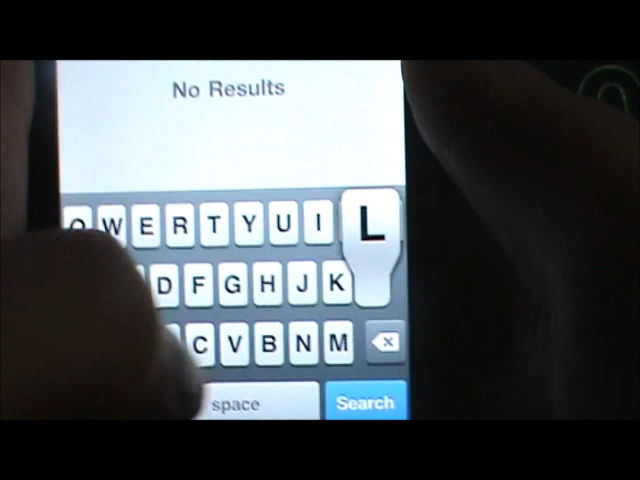 No Results
Q W E R T Y U I L
D F G H J K
C V B N M
space Search